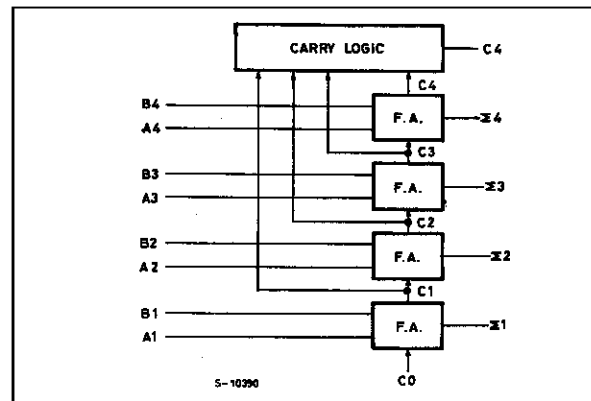 CARRY LOGIC
C4
C4
B4
F.A.
Σ4
A4
C3
B3
F.A.
Σ3
A3
C2
B2
F.A.
Σ2
A2
C1
B1
F.A.
Σ1
A1
S-10390
C0